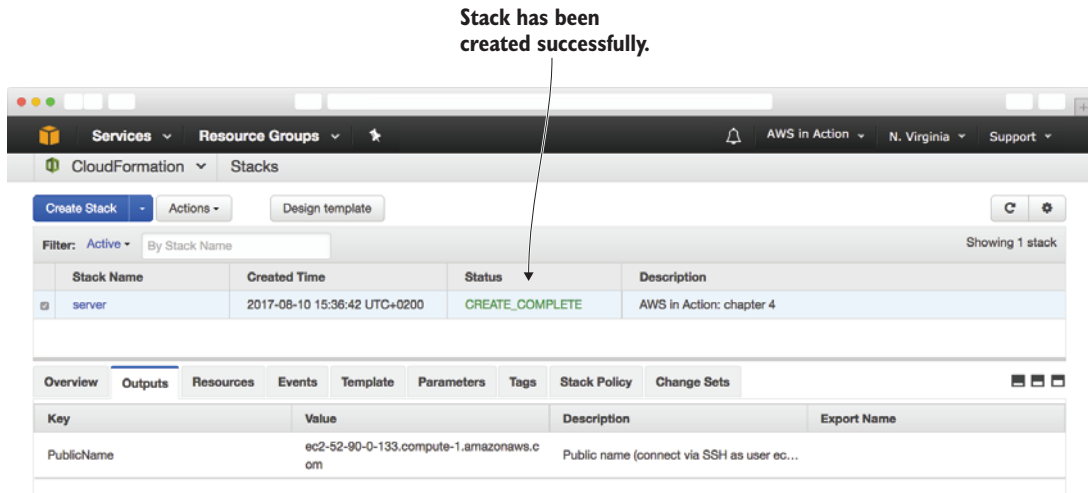 Stack has been
created successfully.
Services Resource Groups AWS in Action N. Virginia Support
CloudFormation Stacks
Create Stack Actions Design template
Filter: Active By Stack Name Showing 1 stack
Stack Name Created Time Status Description
server 2017-08-10 15:36:42 UTC+0200 CREATE_COMPLETE AWS in Action: chapter 4
Overview Outputs Resources Events Template Parameters Tags Stack Policy Change Sets
Key Value Description Export Name
PublicName ec2-52-90-0-133.compute-1.amazonaws.c Public name (connect via SSH as user ec...
om